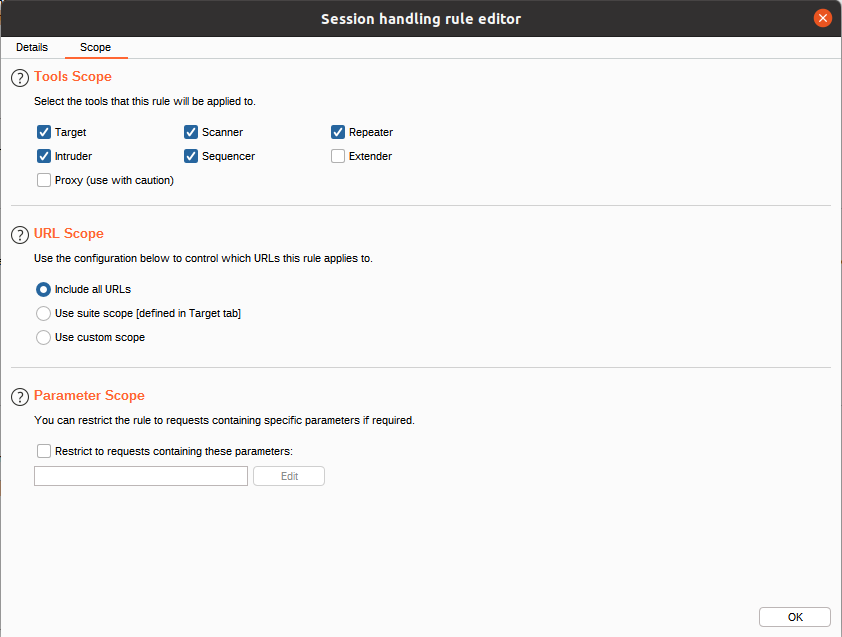 Session handling rule editor
Details Scope
? Tools Scope
Select the tools that this rule will be applied to.
Target Scanner Repeater
Intruder Sequencer Extender
Proxy (use with caution)
? URL Scope
Use the configuration below to control which URLs this rule applies to.
Include all URLs
Use suite scope [defined in Target tab]
Use custom scope
? Parameter Scope
You can restrict the rule to requests containing specific parameters if required.
Restrict to requests containing these parameters:
Edit
OK